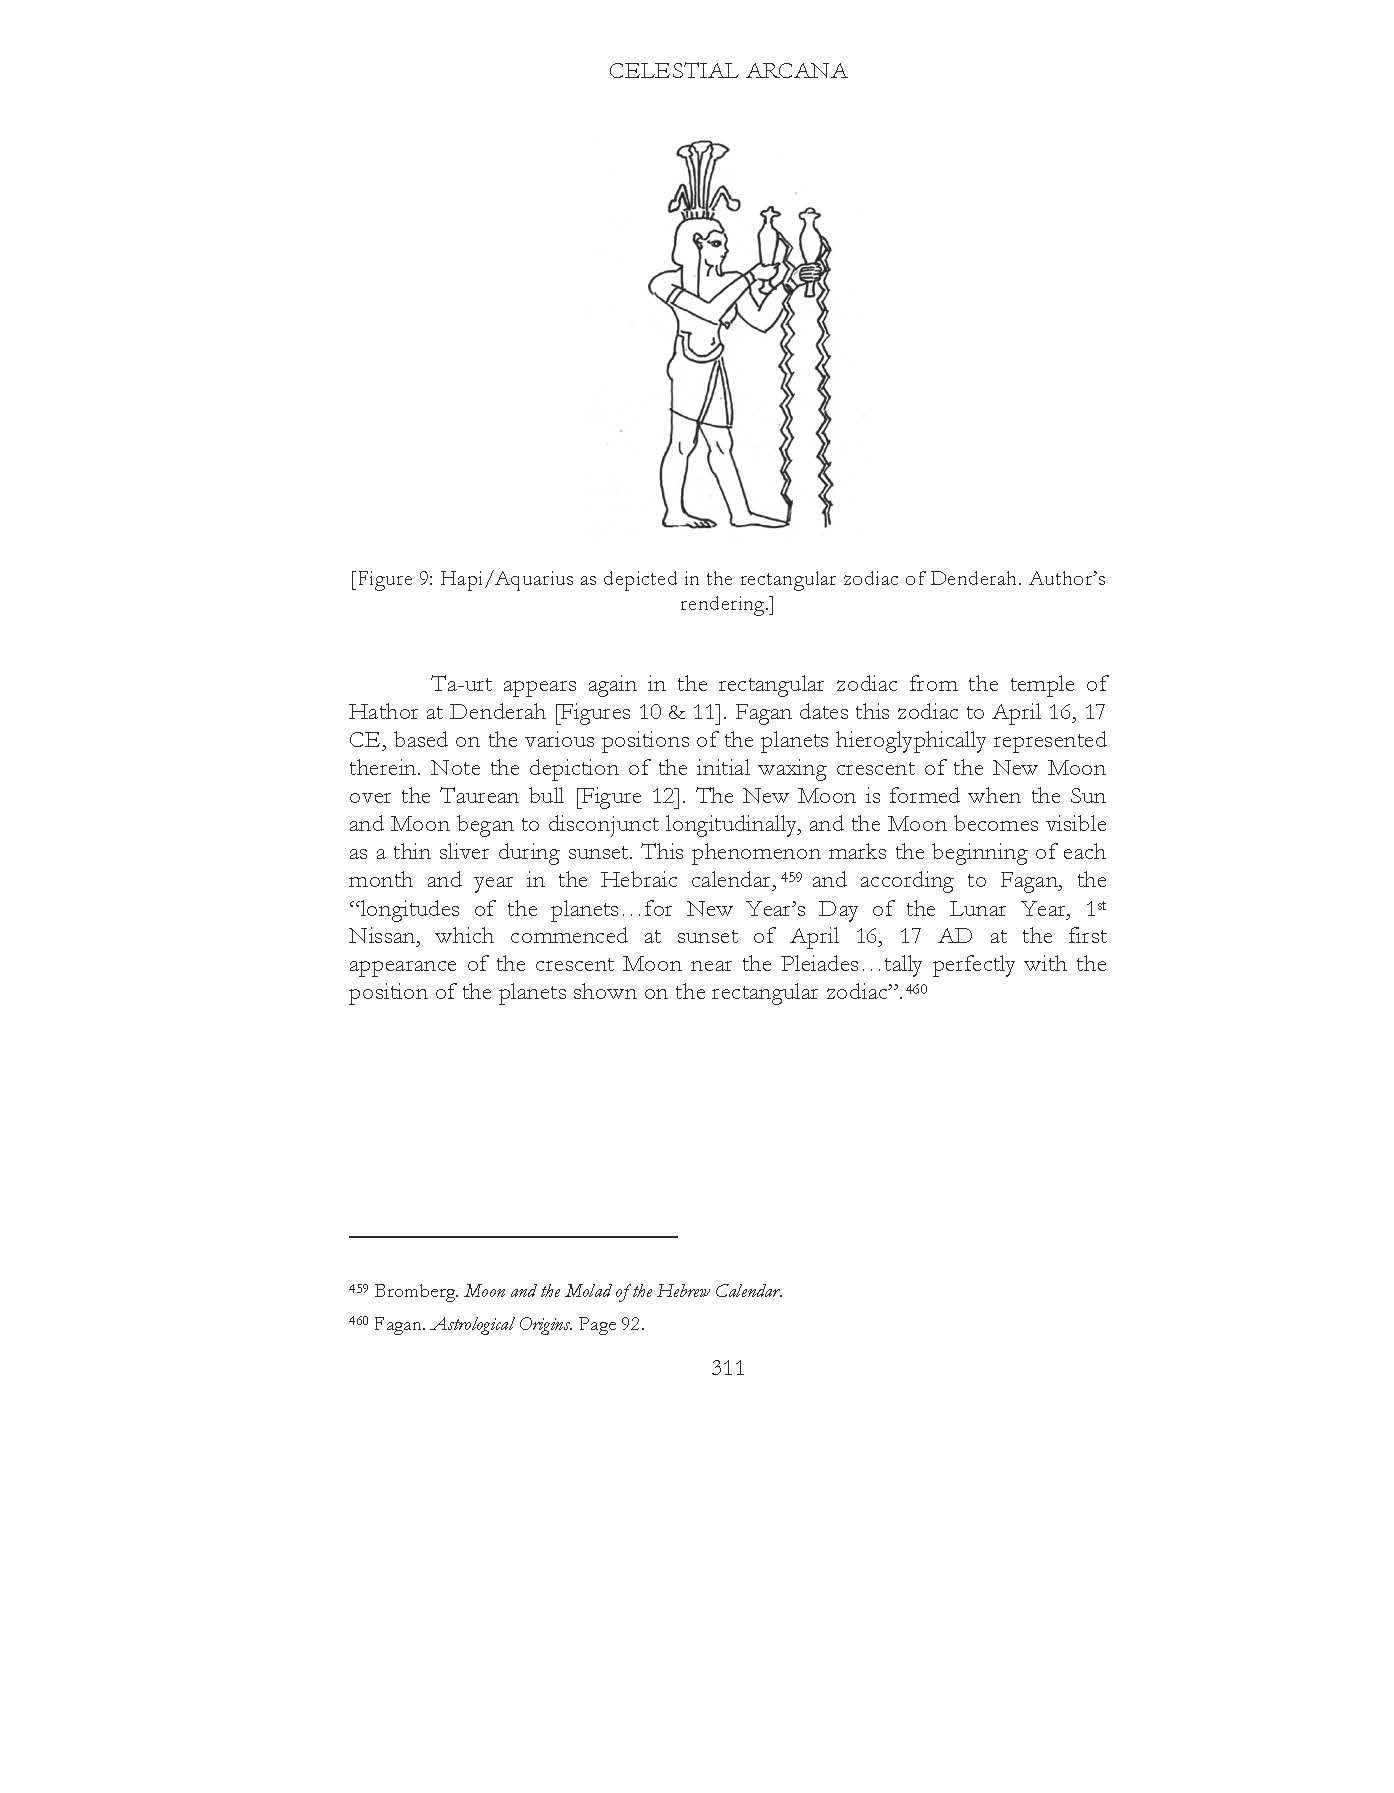 CELESTIAL ARCANA
[Figure 9: Hapi/Aquarius as depicted in the rectangular zodiac of Denderah. Author’s
rendering.]
Ta-urt appears again in the rectangular zodiac from the temple of
Hathor at Denderah [Figures 10 & 11]. Fagan dates this zodiac to April 16, 17
CE, based on the various positions of the planets hieroglyphically represented
therein. Note the depiction of the initial waxing crescent of the New Moon
over the Taurean bull [Figure 12]. The New Moon is formed when the Sun
and Moon began to disconjunct longitudinally, and the Moon becomes visible
as a thin sliver during sunset. This phenomenon marks the beginning of each
month and year in the Hebraic calendar,459 and according to Fagan, the
“longitudes of the planets…for New Year’s Day of the Lunar Year, 1st
Nissan, which commenced at sunset of April 16, 17 AD at the first
appearance of the crescent Moon near the Pleiades…tally perfectly with the
position of the planets shown on the rectangular zodiac”.460
459 Bromberg. Moon and the Molad of the Hebrew Calendar.
460 Fagan. Astrological Origins. Page 92.
311